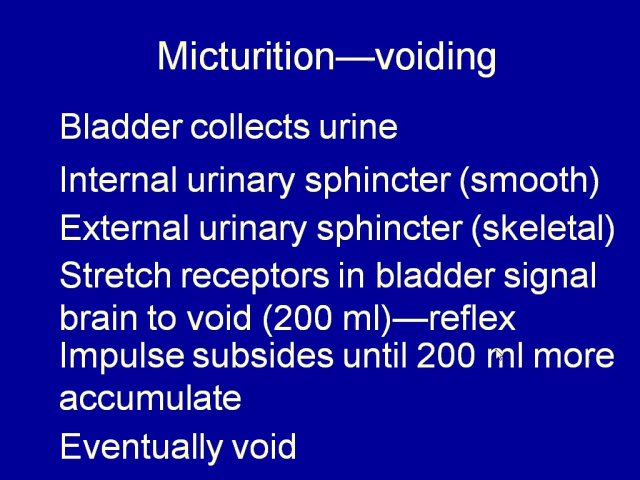 Micturition—voiding
Bladder collects urine
Internal urinary sphincter (smooth)
External urinary sphincter (skeletal)
Stretch receptors in bladder signal
brain to void (200 ml)—reflex
Impulse subsides until 200 ml more
accumulate
Eventually void